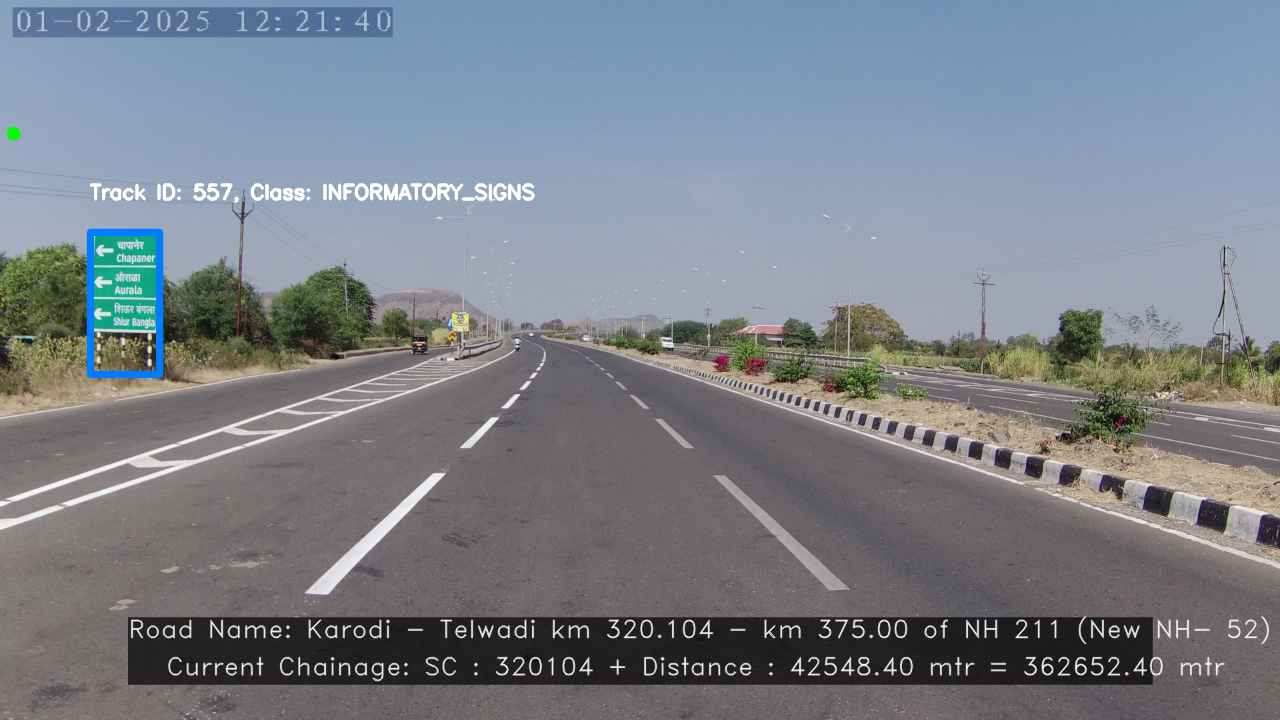 01-02-2025 12:21:40
Track ID: 557, Class: INFORMATORY_SIGNS
चापानेर
Chapaner
औराळा
Aurala
शिऊर बंगला
Shiur Bangla
Road Name: Karodi - Telwadi km 320.104 - km 375.00 of NH 211 (New NH- 52)
Current Chainage: SC : 320104 + Distance : 42548.40 mtr = 362652.40 mtr